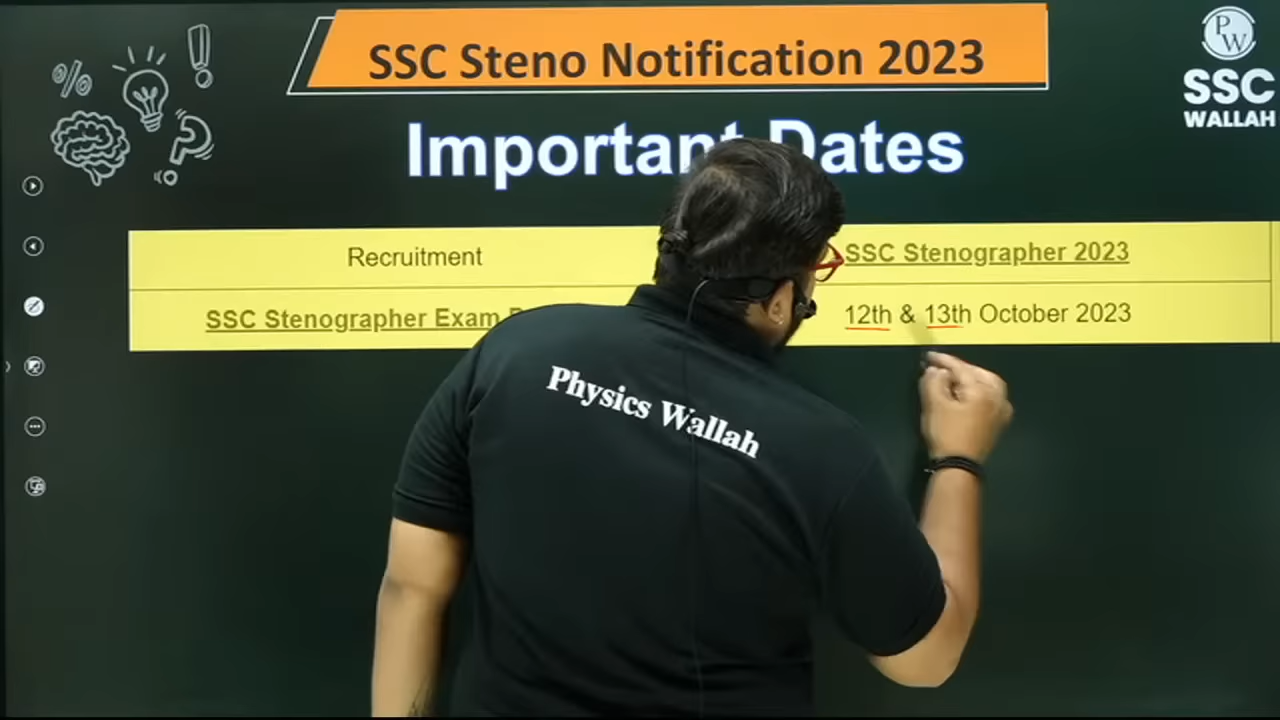 SSC Steno Notification 2023
PW
SSC
WALLAH
Important Dates
Recruitment
SSC Stenographer 2023
SSC Stenographer Exam
12th & 13th October 2023
Physics Wallah